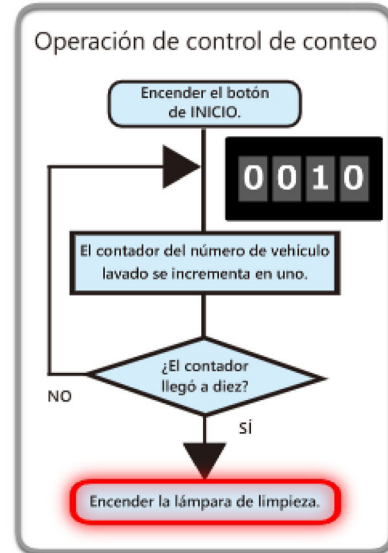 Operación de control de conteo
Encender el botón
de INICIO.
0010
El contador del número de vehículo
lavado se incrementa en uno.
¿El contador
llegó a diez?
NO
SÍ
Encender la lámpara de limpieza.